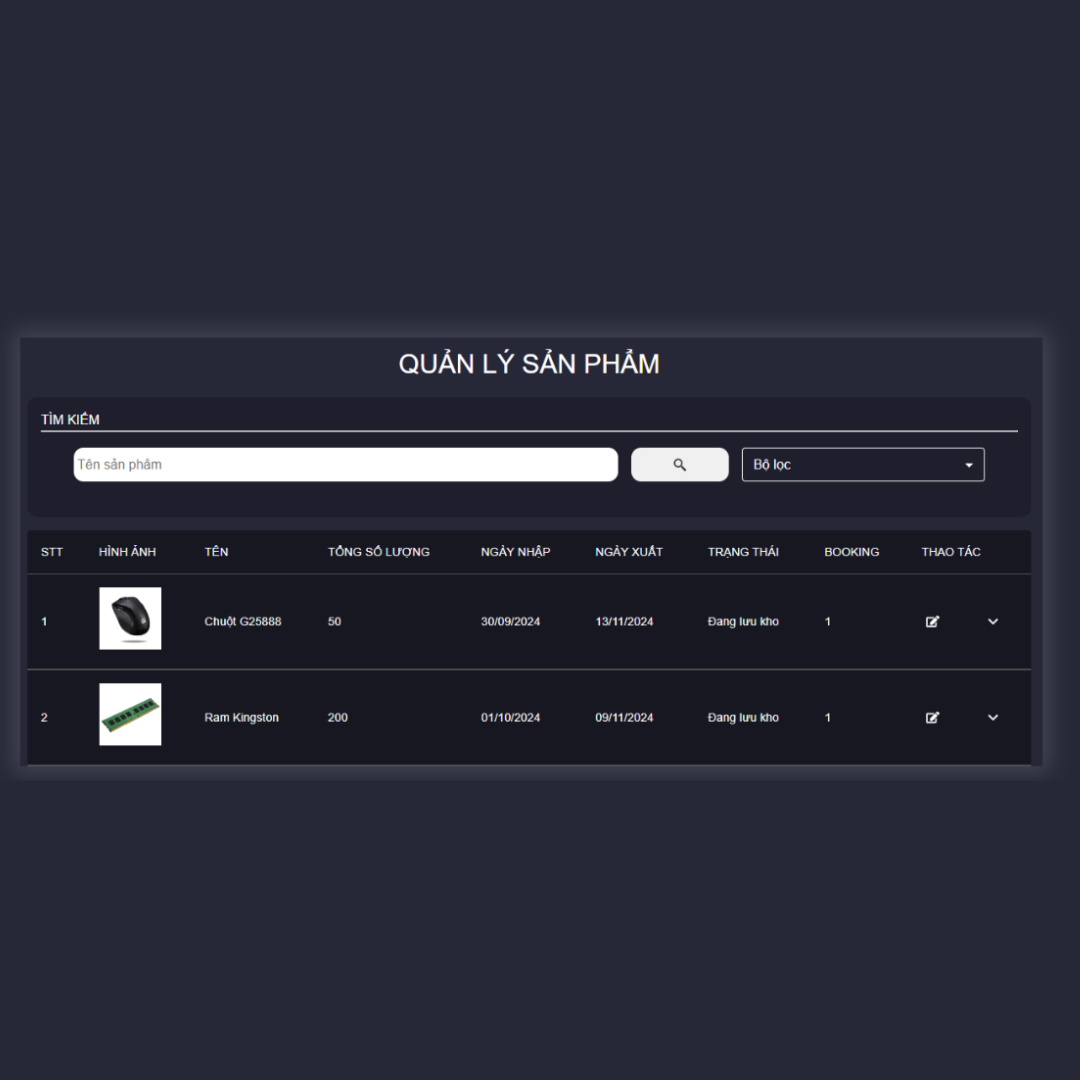 QUẢN LÝ SẢN PHẨM
TÌM KIẾM
Tên sản phẩm
Bộ lọc
STT HÌNH ẢNH TÊN TỔNG SỐ LƯỢNG NGÀY NHẬP NGÀY XUẤT TRẠNG THÁI BOOKING THAO TÁC
1 Chuột G25888 50 30/09/2024 13/11/2024 Đang lưu kho 1
2 Ram Kingston 200 01/10/2024 09/11/2024 Đang lưu kho 1